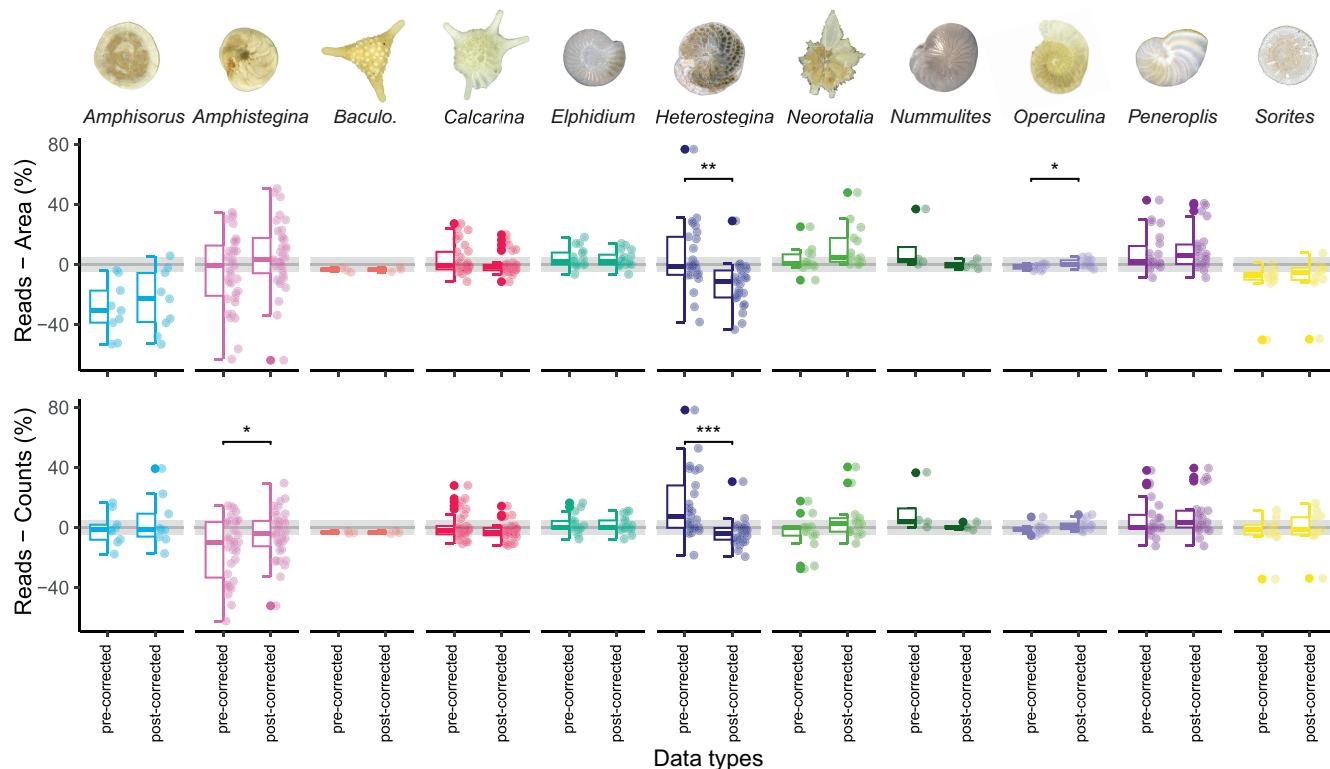 Amphisorus Amphistegina Baculo. Calcarina Elphidium Heterostegina Neorotalia Nummulites Operculina Peneroplis Sorites
Reads – Area (%)
80
40
0
−40
** *
Reads – Counts (%)
80
40
0
−40
* ***
pre-corrected post-corrected pre-corrected post-corrected pre-corrected post-corrected pre-corrected post-corrected pre-corrected post-corrected pre-corrected post-corrected pre-corrected post-corrected pre-corrected post-corrected pre-corrected post-corrected pre-corrected post-corrected pre-corrected post-corrected
Data types